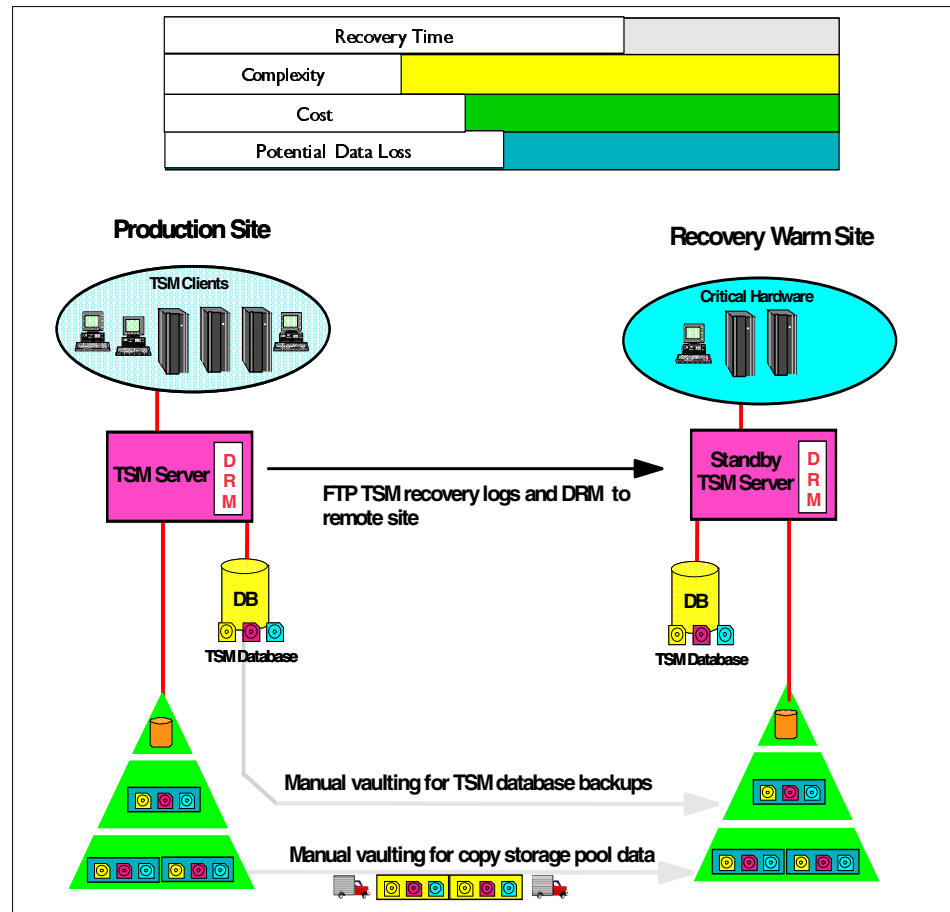 Recovery Time
Complexity
Cost
Potential Data Loss
Production Site
Recovery Warm Site
TSM Clients
Critical Hardware
TSM Server
D
R
M
Standby
TSM Server
D
R
M
FTP TSM recovery logs and DRM to
remote site
DB
TSM Database
DB
TSM Database
Manual vaulting for TSM database backups
Manual vaulting for copy storage pool data